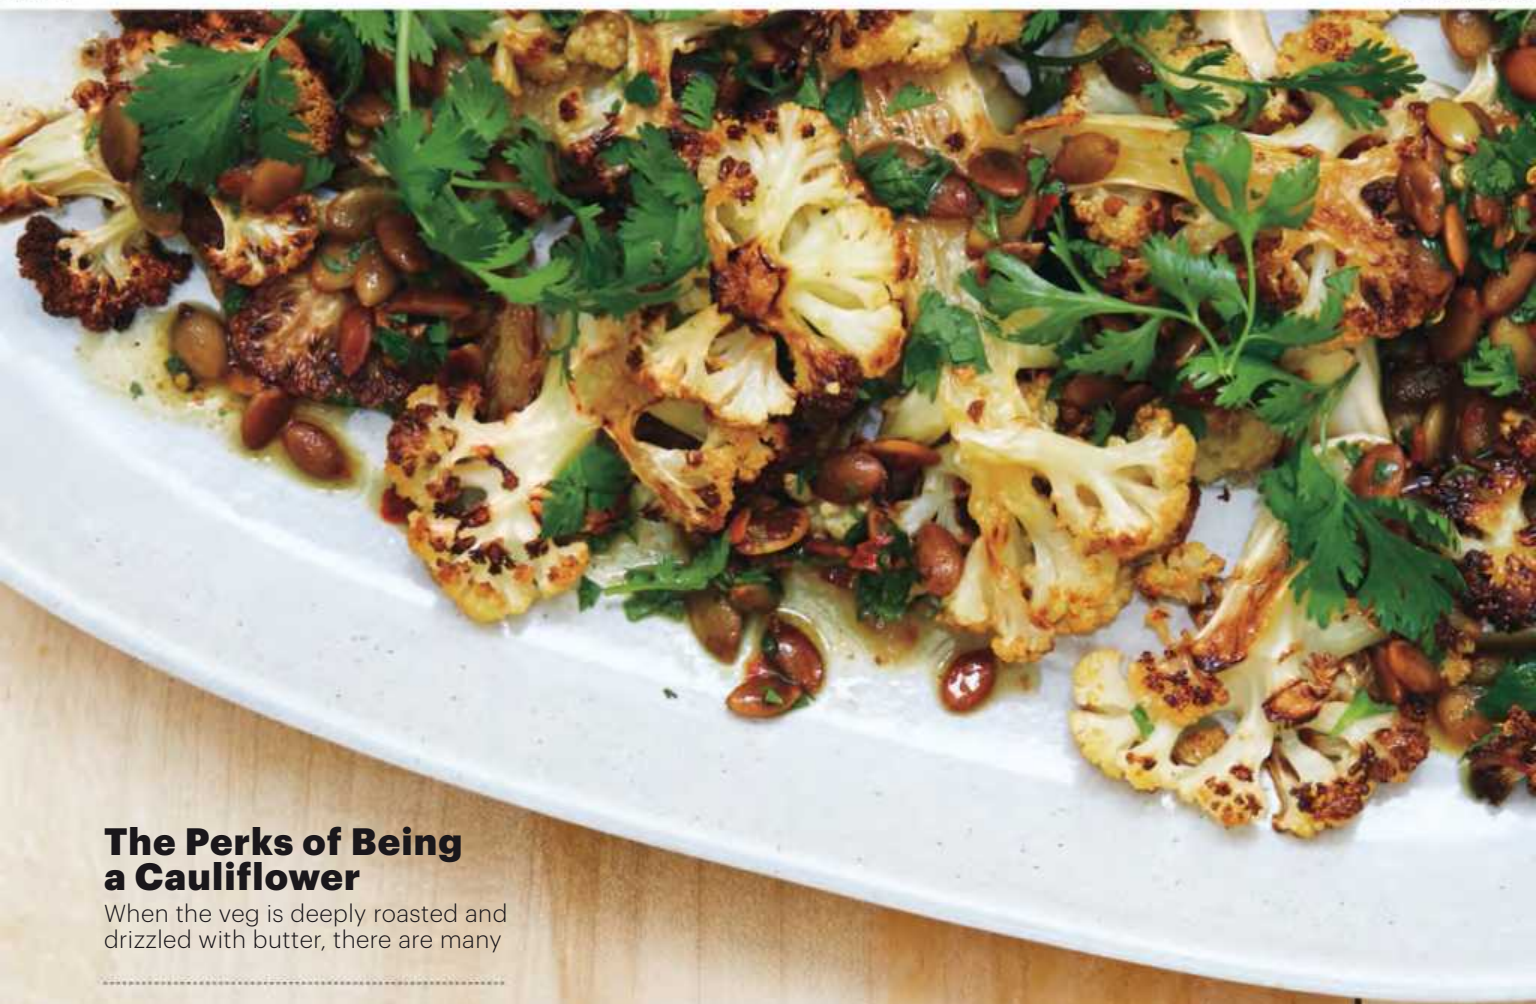 The Perks of Being
a Cauliflower
When the veg is deeply roasted and
drizzled with butter, there are many